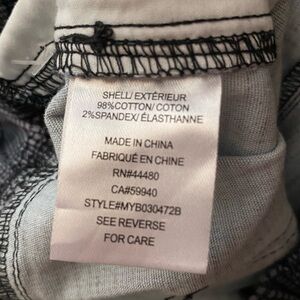 SHELL/ EXTÉRIEUR
98%COTTON/ COTON
2%SPANDEX/ ÉLASTHANNE
MADE IN CHINA
FABRIQUÉ EN CHINE
RN#44480
CA#59940
STYLE#MYB030472B
SEE REVERSE
FOR CARE